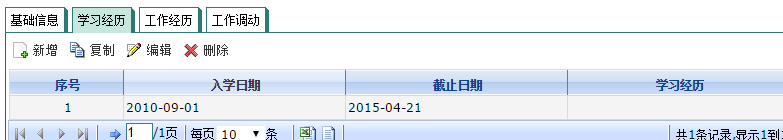 基础信息 学习经历 工作经历 工作调动
新增 复制 编辑 删除
序号 入学日期 截止日期 学习经历
1 2010-09-01 2015-04-21
1 /1页 每页 10 条 共1条记录,显示1到